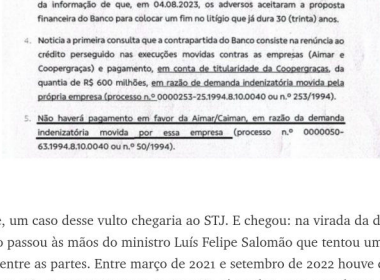 da informação de que, em 04.08.2023, os adversos aceitaram a proposta
financeira do Banco para colocar um fim no litígio que já dura 30 (trinta) anos.
4. Noticia a primeira consulta que a contrapartida do Banco consiste na renúncia ao
crédito perseguido nas execuções movidas contra as empresas (Aimar e
Coopergraças) e pagamento, em conta de titularidade da Coopergraças, da
quantia de R$ 600 milhões, em razão de demanda indenizatória movida pela
própria empresa (processo n.º 0000253-25.1994.8.10.0040 ou n.º 253/1994).
5. Não haverá pagamento em favor da Aimar/Caiman, em razão da demanda
indenizatória movida por essa empresa (processo n.º 0000050-
63.1994.8.10.0040 ou n.º 50/1994).
e, um caso desse vulto chegaria ao STJ. E chegou: na virada da d
o passou às mãos do ministro Luís Felipe Salomão que tentou um
entre as partes. Entre março de 2021 e setembro de 2022 houve